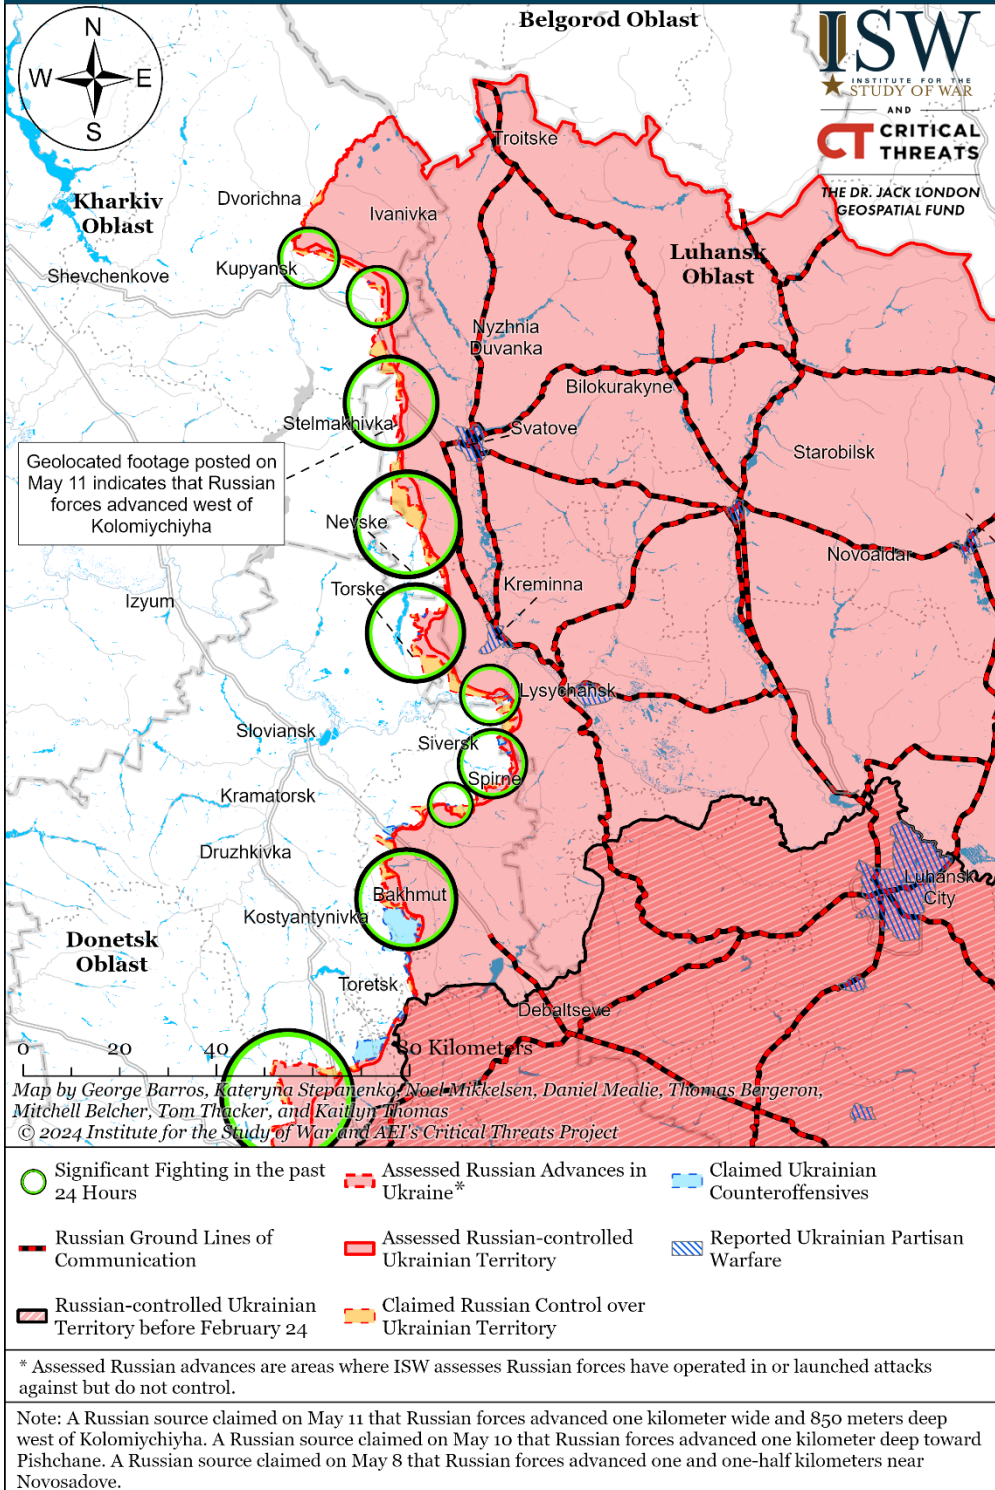 Belgorod Oblast
N
W
E
S
ISW
INSTITUTE FOR THE
STUDY OF WAR
AND
CT CRITICAL
THREATS
THE DR. JACK LONDON
GEOSPATIAL FUND
Troitske
Dvorichna
Kharkiv
Oblast
Ivanivka
Luhansk
Oblast
Kupyansk
Shevchenkove
Nyzhnia
Duvanka
Bilokurakyne
Stelmakhivka
Svatove
Starobilsk
Geolocated footage posted on
May 11 indicates that Russian
forces advanced west of
Kolomiychiyha
Nevske
Novoaidar
Torske
Kreminna
Izyum
Lysychansk
Sloviansk
Siversk
Spirne
Kramatorsk
Druzhkivka
Bakhmut
Luhansk
City
Kostyantynivka
Donetsk
Oblast
Toretsk
Debaltseve
0 20 40 80 Kilometers
Map by George Barros, Kateryna Stepanenko, Noel Mikkelsen, Daniel Mealie, Thomas Bergeron,
Mitchell Belcher, Tom Thacker, and Kaitlyn Thomas
© 2024 Institute for the Study of War and AEI's Critical Threats Project
Significant Fighting in the past
24 Hours
Assessed Russian Advances in
Ukraine*
Claimed Ukrainian
Counteroffensives
Russian Ground Lines of
Communication
Assessed Russian-controlled
Ukrainian Territory
Reported Ukrainian Partisan
Warfare
Russian-controlled Ukrainian
Territory before February 24
Claimed Russian Control over
Ukrainian Territory
* Assessed Russian advances are areas where ISW assesses Russian forces have operated in or launched attacks
against but do not control.
Note: A Russian source claimed on May 11 that Russian forces advanced one kilometer wide and 850 meters deep
west of Kolomiychiyha. A Russian source claimed on May 10 that Russian forces advanced one kilometer deep toward
Pishchane. A Russian source claimed on May 8 that Russian forces advanced one and one-half kilometers near
Novosadove.